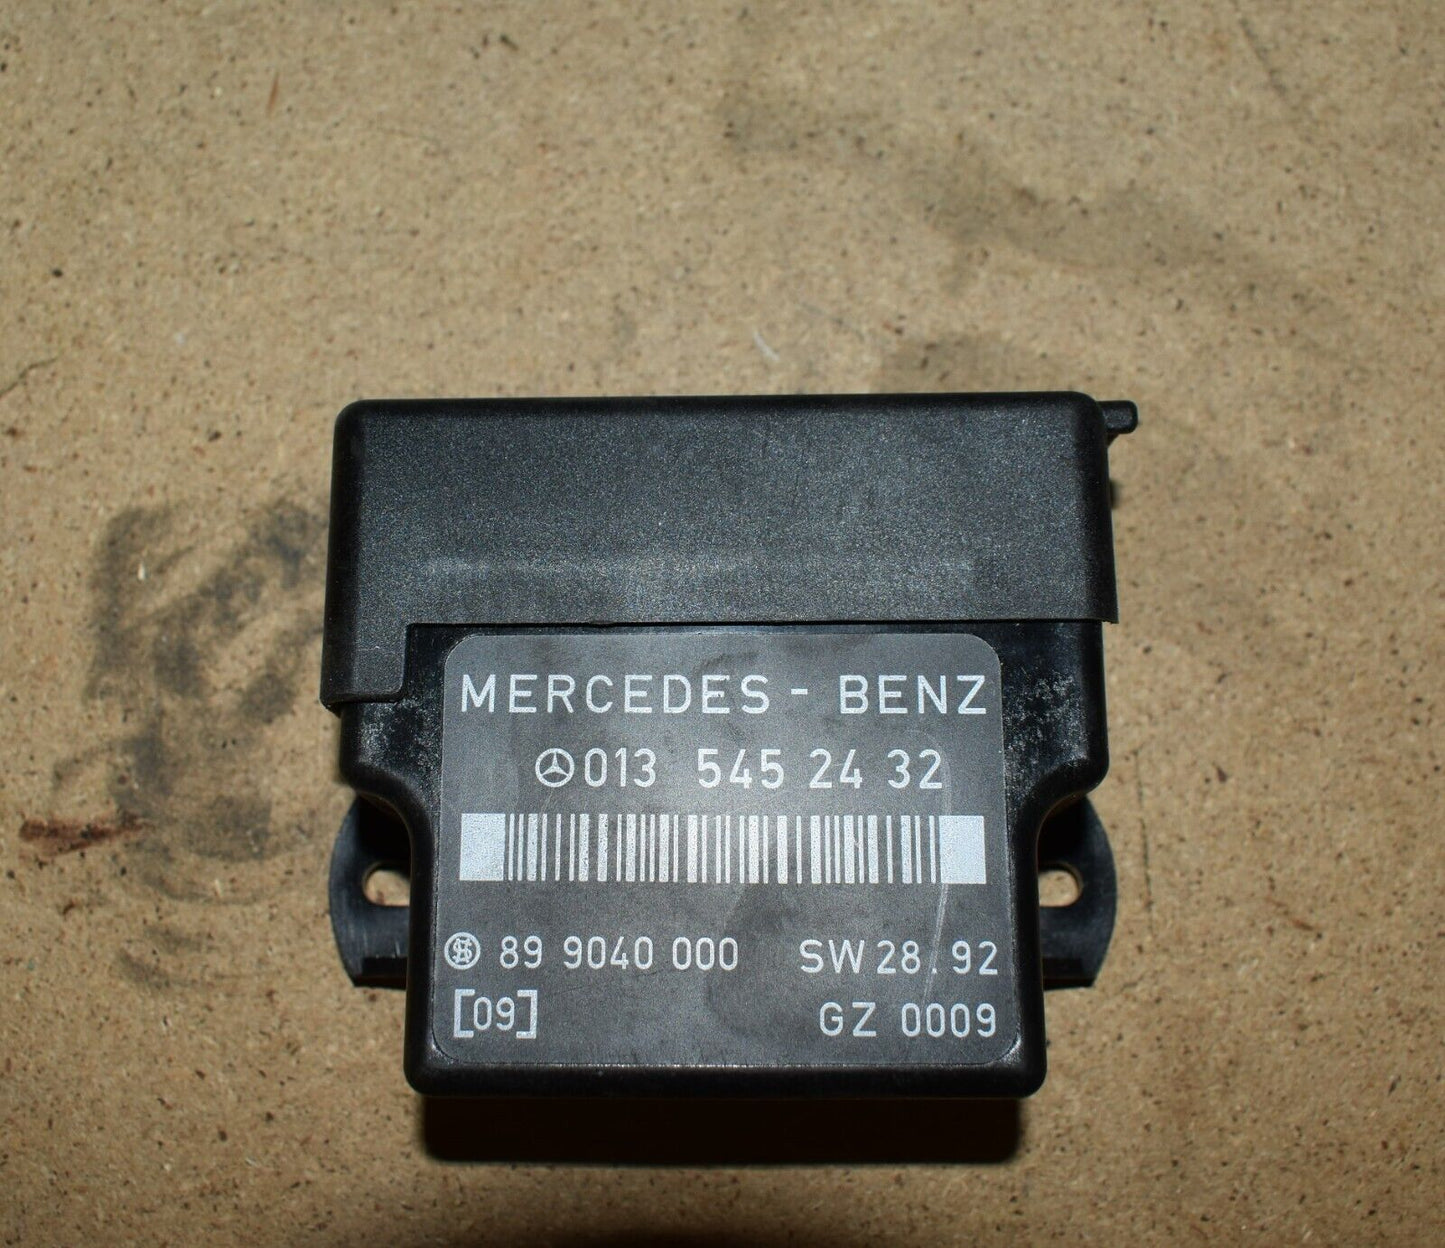 MERCEDES - BENZ
013 545 24 32
89 9040 000 SW 28.92
[09] GZ 0009